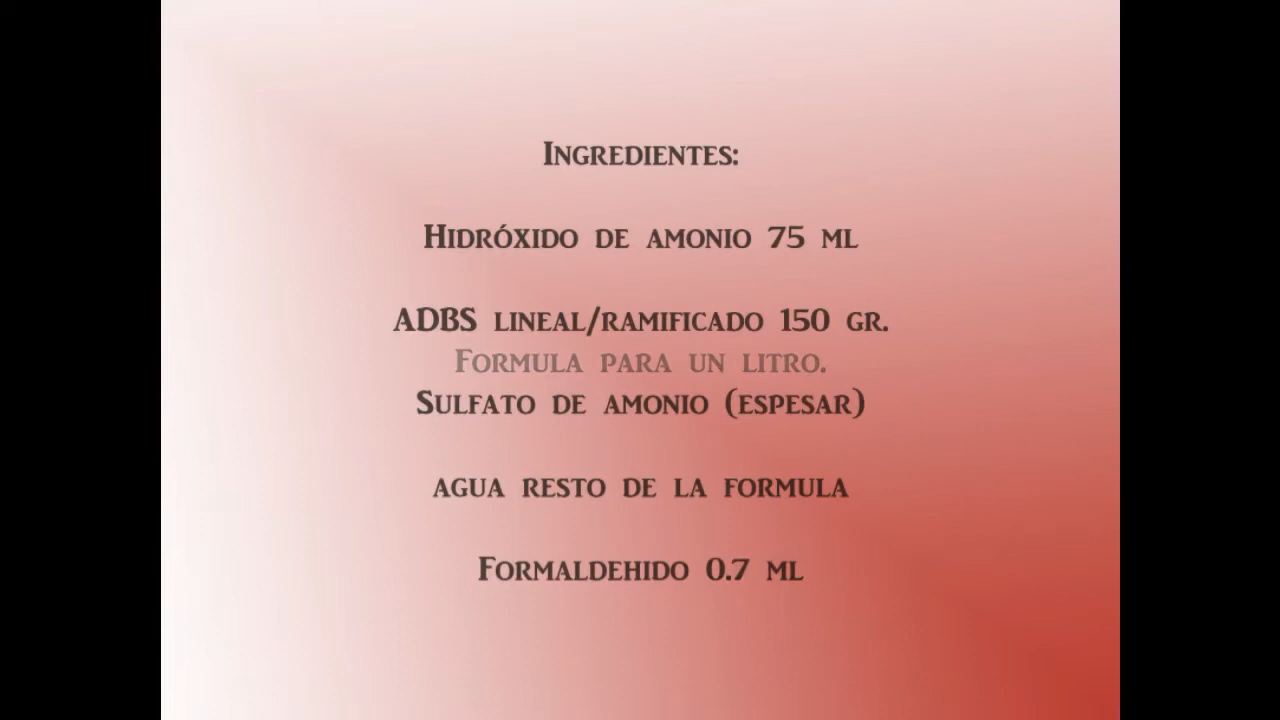 Ingredientes:
Hidróxido de amonio 75 ml
ADBS lineal/ramificado 150 gr.
Formula para un litro.
Sulfato de amonio (espesar)
agua resto de la formula
Formaldehido 0.7 ml